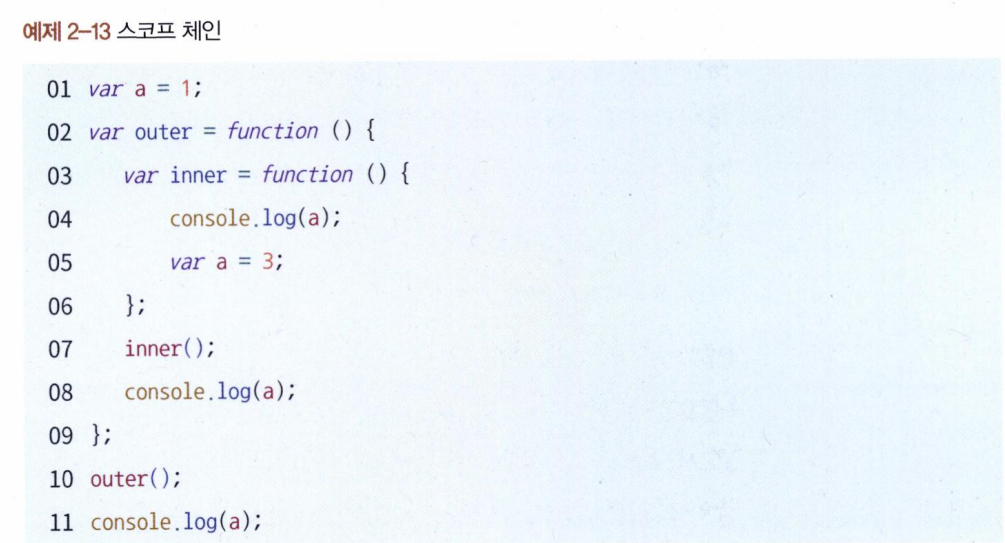 예제 2-13 스코프 체인
01 var a = 1;
02 var outer = function () {
03 var inner = function () {
04 console.log(a);
05 var a = 3;
06 };
07 inner();
08 console.log(a);
09 };
10 outer();
11 console.log(a);